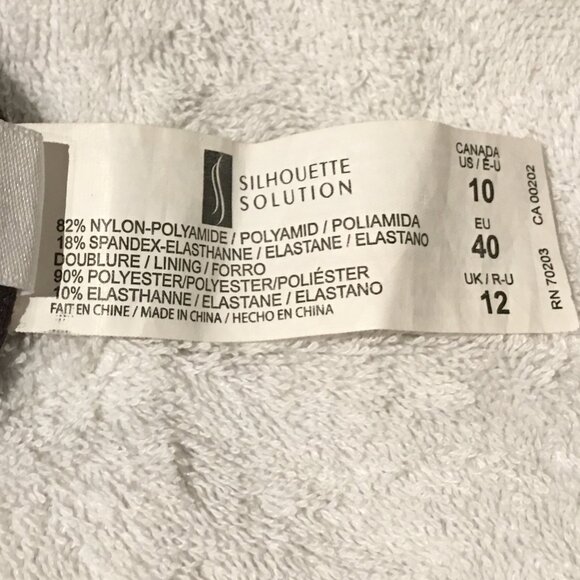 SILHOUETTE
SOLUTION
82% NYLON-POLYAMIDE / POLYAMID / POLIAMIDA
18% SPANDEX-ELASTHANNE / ELASTANE / ELASTANO
DOUBLURE / LINING / FORRO
90% POLYESTER/POLYESTER/POLIÉSTER
10% ELASTHANNE / ELASTANE / ELASTANO
FAIT EN CHINE / MADE IN CHINA / HECHO EN CHINA
CANADA
US / É-U
10
EU
40
UK / R-U
12
RN 70203 CA 00202